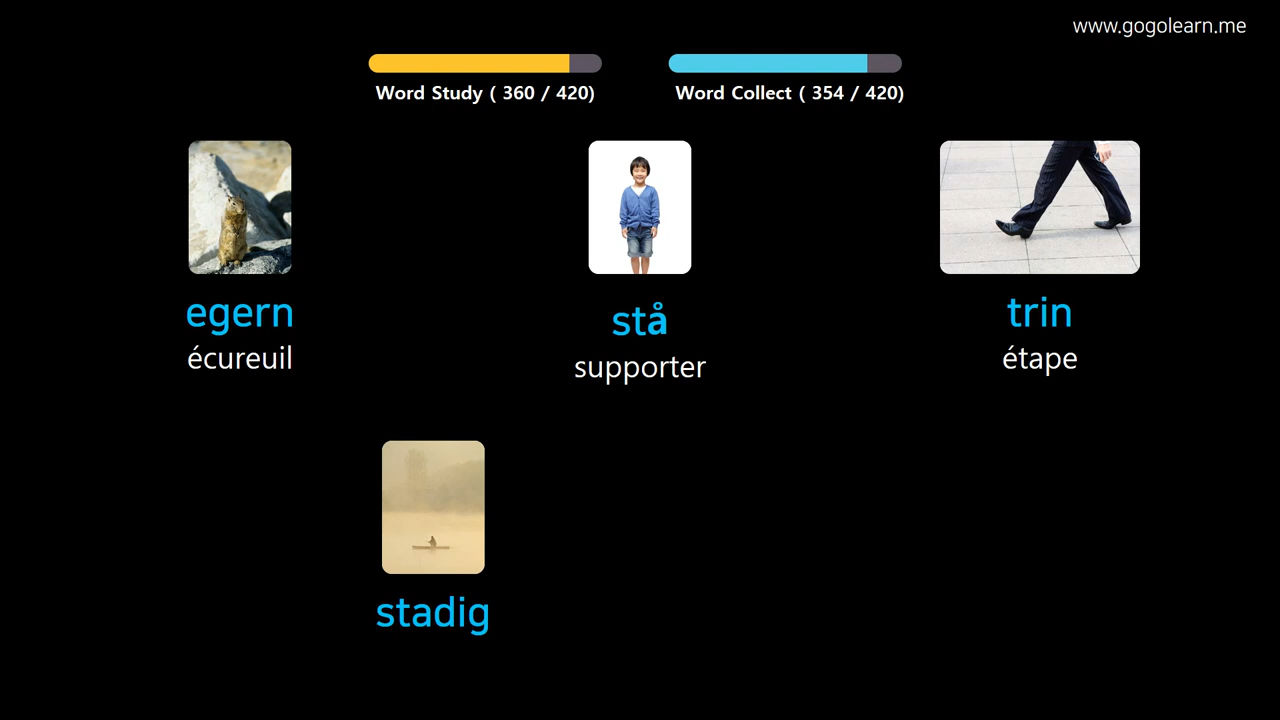 www.gogolearn.me
Word Study ( 360 / 420)
Word Collect ( 354 / 420)
egern
écureuil
stå
supporter
trin
étape
stadig